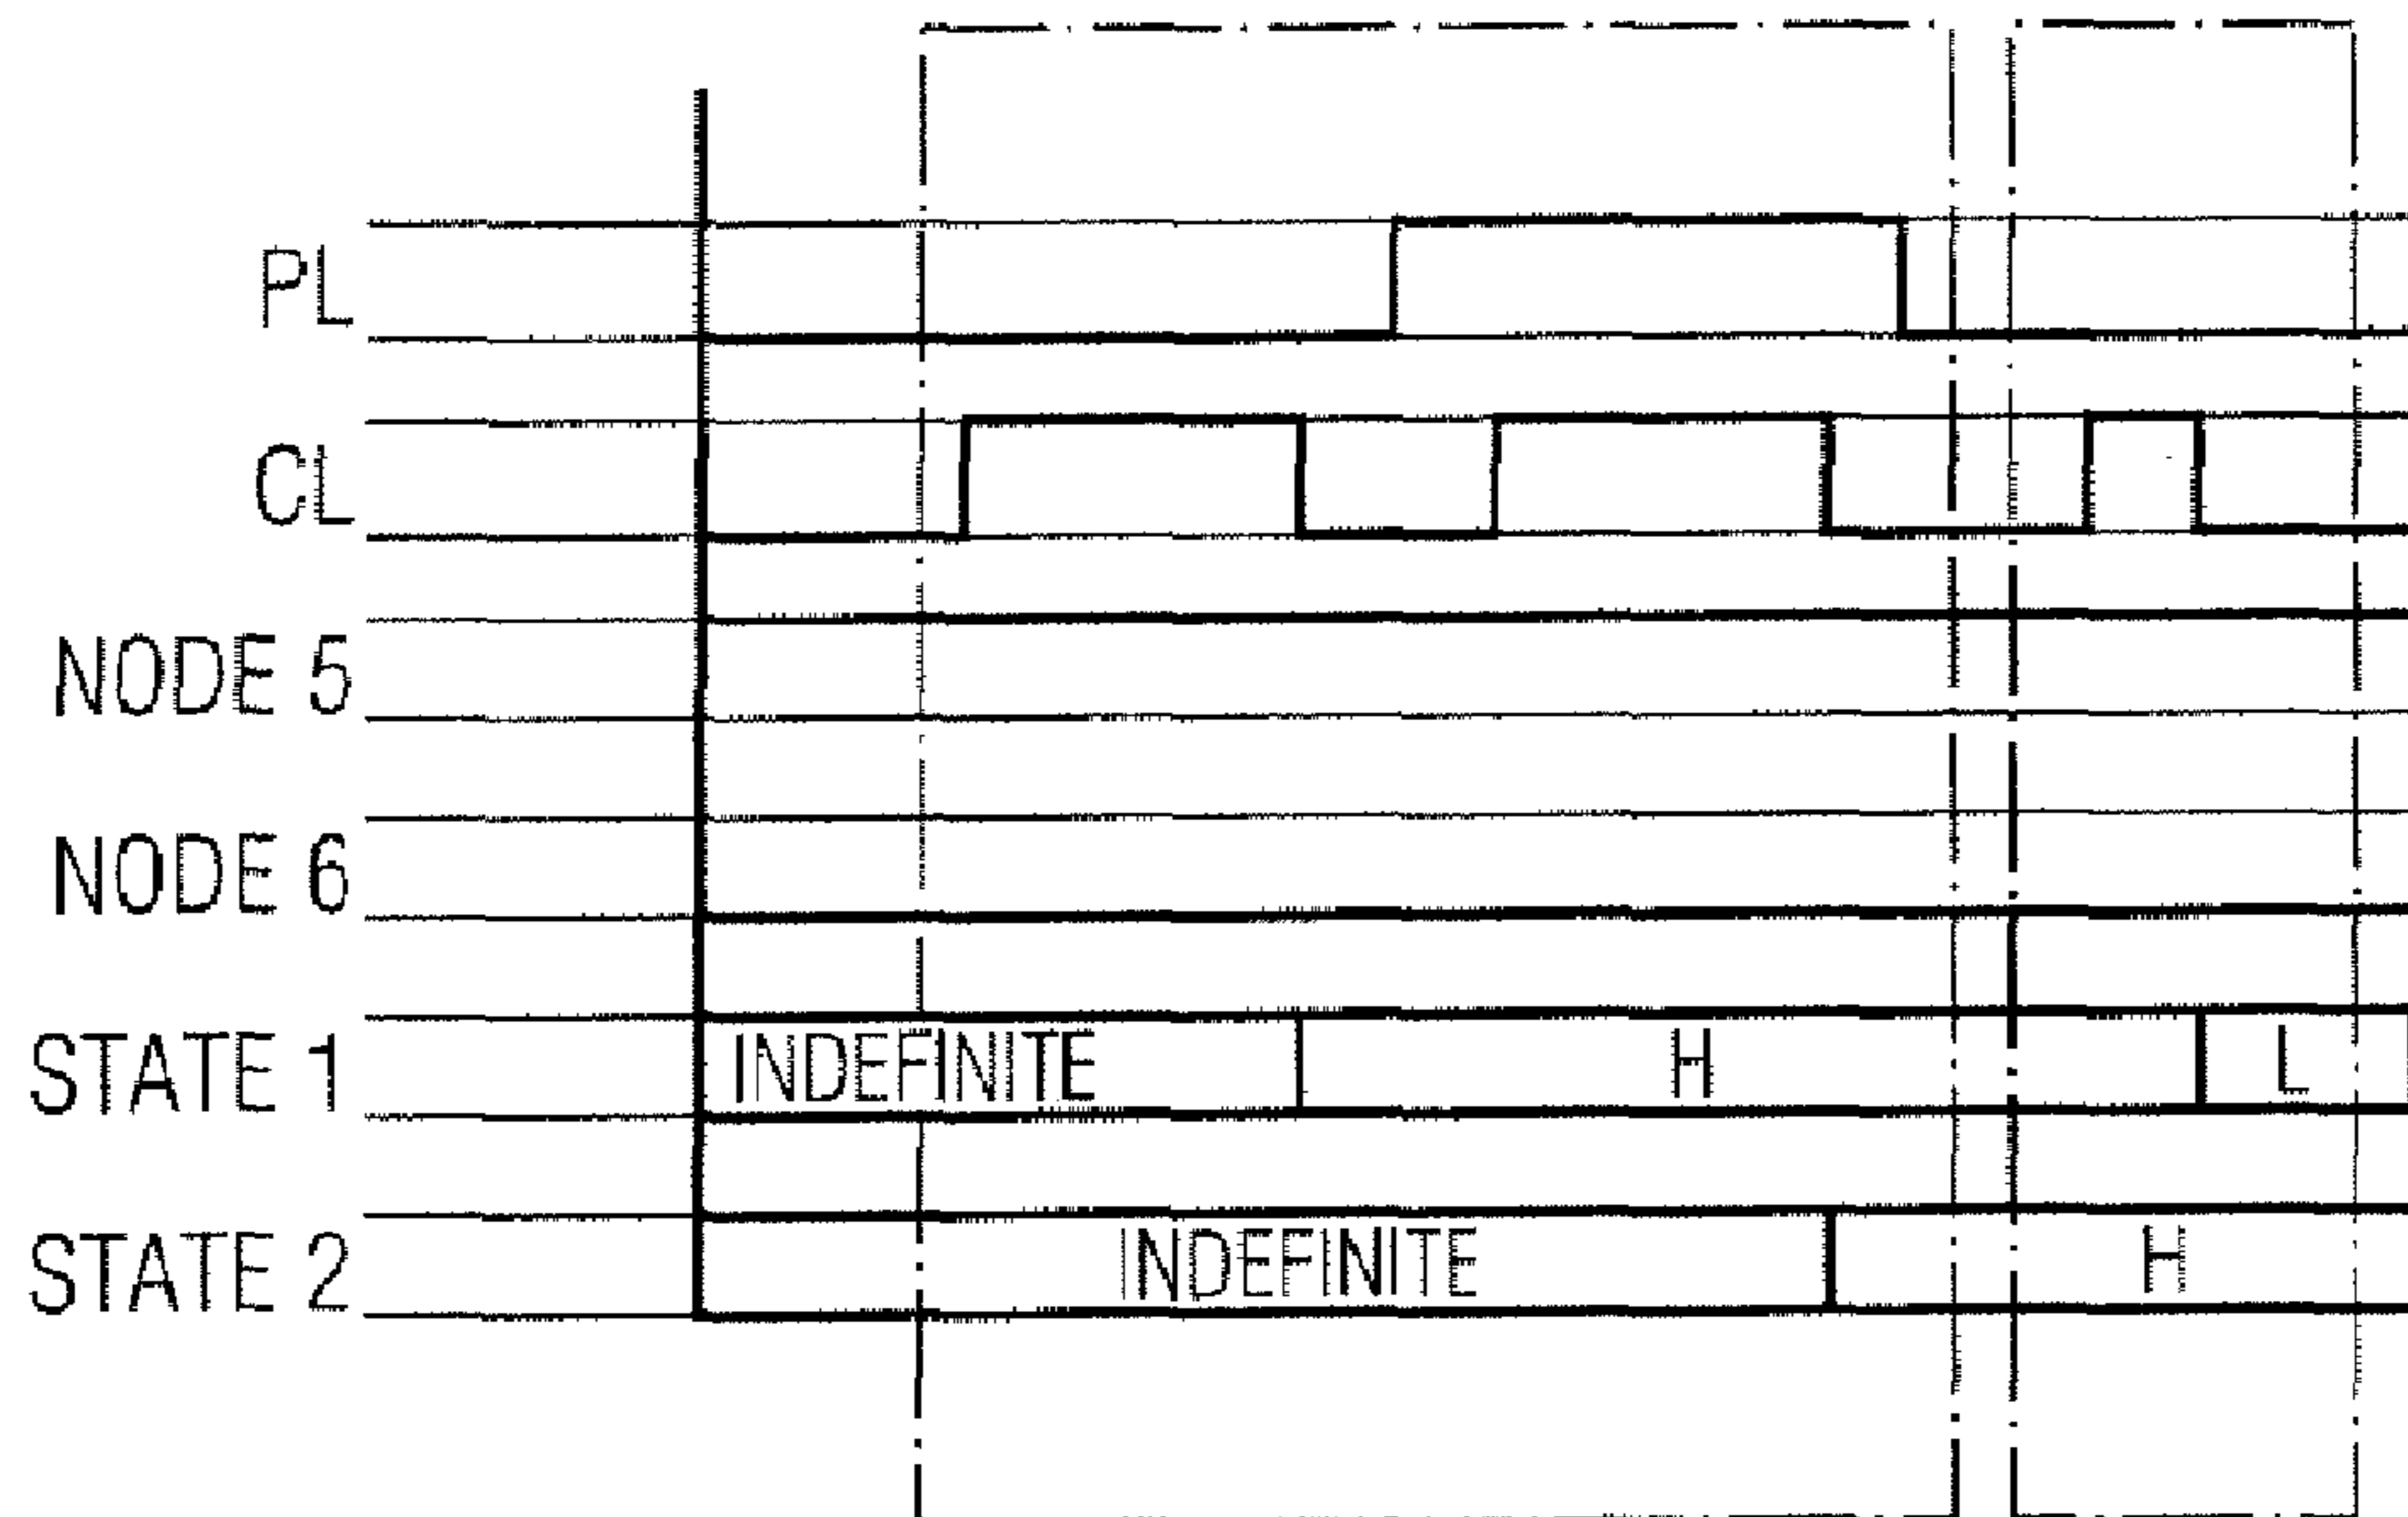 PL
CL
NODE 5
NODE 6
STATE 1 INDEFINITE H L
STATE 2 INDEFINITE H